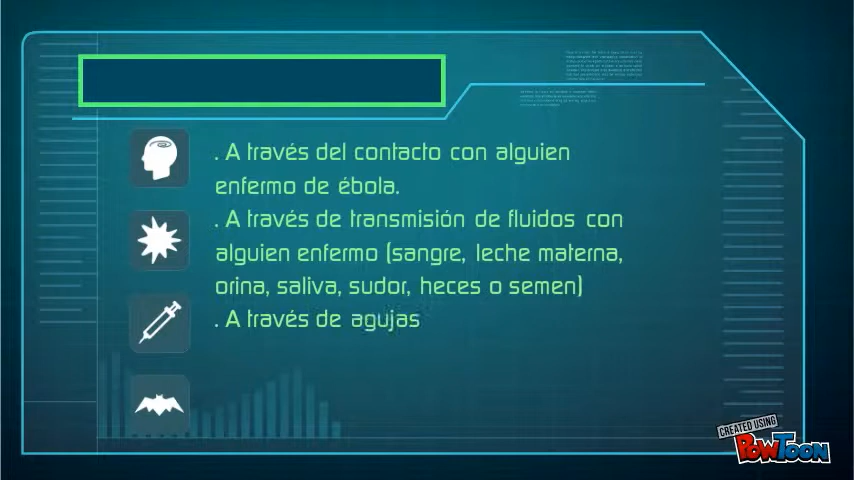 . A través del contacto con alguien
enfermo de ébola.
. A través de transmisión de fluidos con
alguien enfermo (sangre, leche materna,
orina, saliva, sudor, heces o semen)
. A través de agujas
CREATED USING
POWTOON